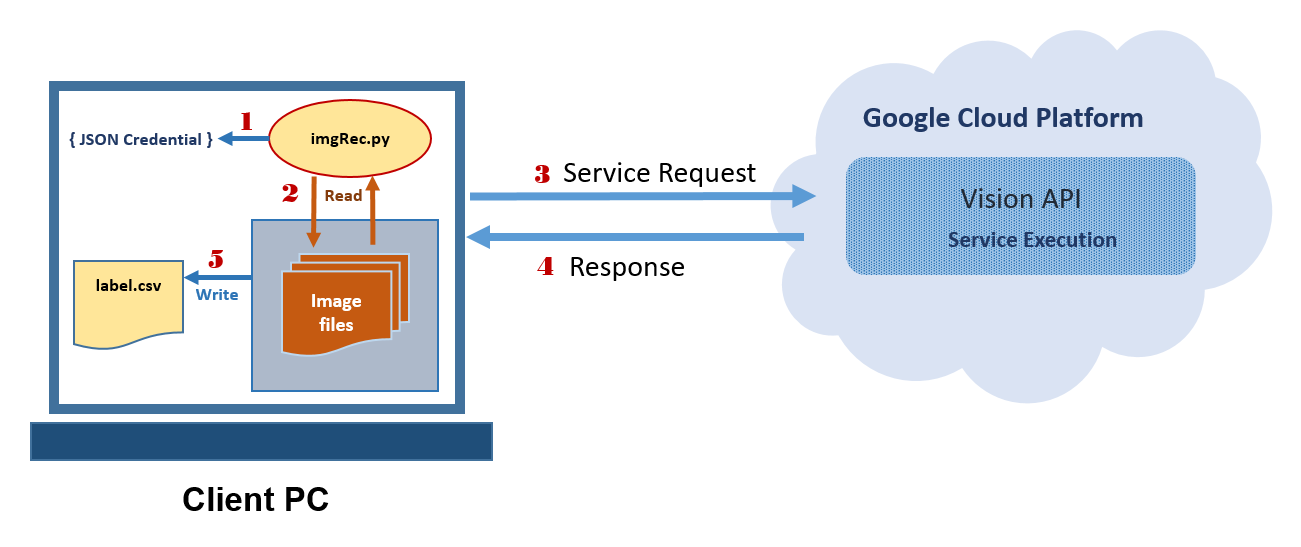 1
{ JSON Credential }
imgRec.py
2
Read
5
Write
label.csv
Image
files
Client PC
3 Service Request
4 Response
Google Cloud Platform
Vision API
Service Execution